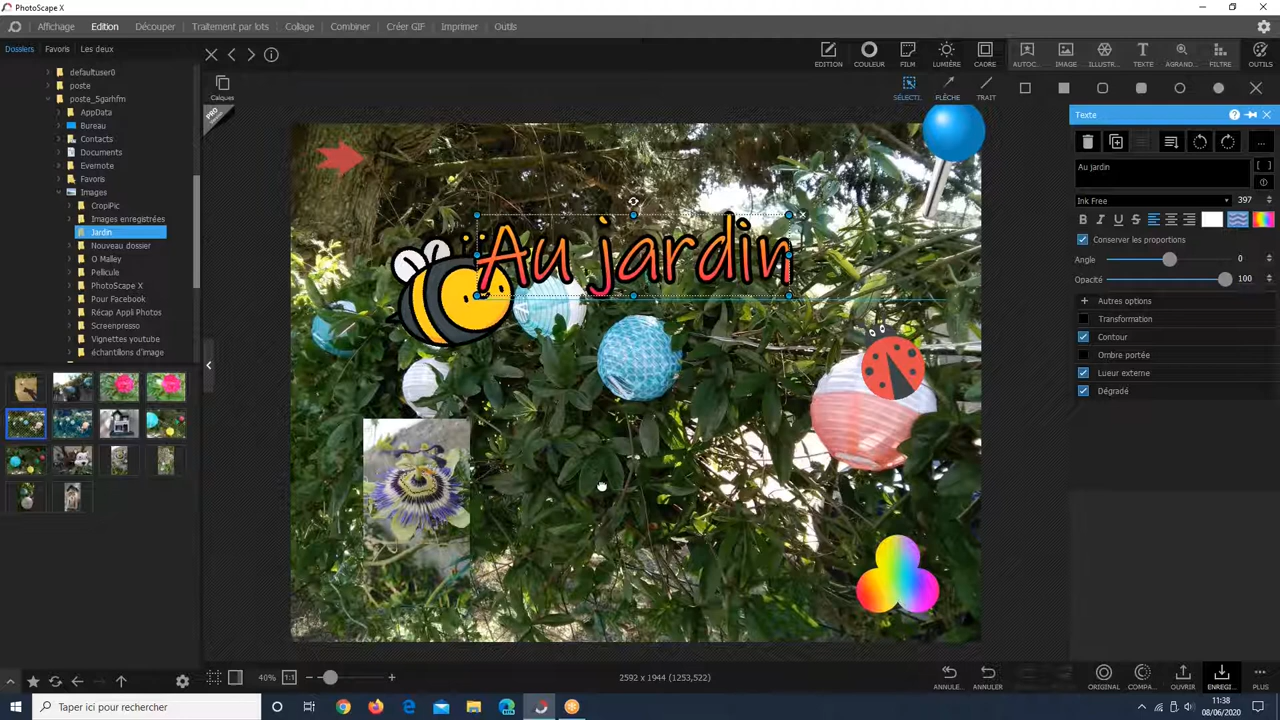 PhotoScape X
Affichage Edition Découper Traitement par lots Collage Combiner Créer GIF Imprimer Outils
Dossiers Favoris Les deux
EDITION COULEUR FILM LUMIÈRE CADRE AUTOC... IMAGE ILLUSTR... TEXTE AGRAND... FILTRE OUTILS
Calques
SÉLECTI... FLÈCHE TRAIT
PRO
defaultuser0
poste
poste_5garhfm
AppData
Bureau
Contacts
Documents
Evernote
Favoris
Images
CropiPic
Images enregistrées
Jardin
Nouveau dossier
O Malley
Pellicule
PhotoScape X
Pour Facebook
Récap Appli Photos
Screenpresso
Vignettes youtube
échantillons d'image
Au jardin
Texte
Au jardin
Ink Free 397
B I U S
Conserver les proportions
Angle 0
Opacité 100
Autres options
Transformation
Contour
Ombre portée
Lueur externe
Dégradé
40% 1:1 2592 x 1944 (1253,522)
ANNULE... ANNULER ORIGINAL COMPA... OUVRIR ENREGI... PLUS
Taper ici pour rechercher
11:38
08/06/2020